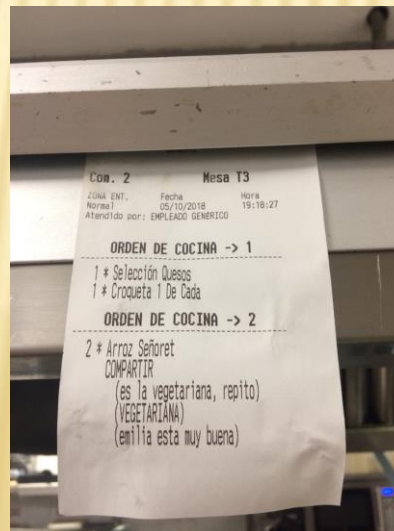 Com. 2 Mesa T3
ZONA ENT. Fecha Hora
Normal 05/10/2018 19:18:27
Atendido por: EMPLEADO GENERICO
ORDEN DE COCINA -> 1
1 * Selección Quesos
1 * Croqueta 1 De Cada
ORDEN DE COCINA -> 2
2 * Arroz Señoret
COMPARTIR
(es la vegetariana, repito)
(VEGETARIANA)
(emilia esta muy buena)